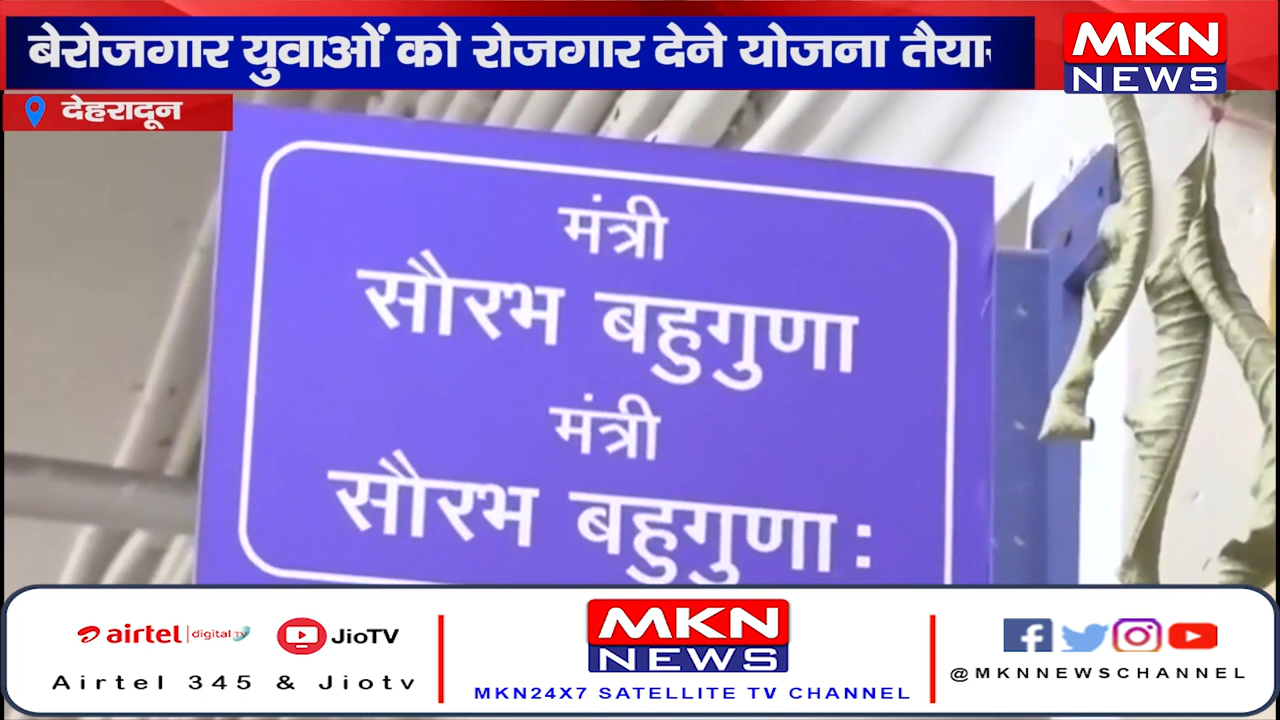 बेरोजगार युवाओं को रोजगार देने योजना तैयार
MKN
NEWS
देहरादून
मंत्री
सौरभ बहुगुणा
मंत्री
सौरभ बहुगुणा:
airtel digital TV
JioTV
Airtel 345 & Jiotv
MKN
NEWS
MKN24X7 SATELLITE TV CHANNEL
@MKNNEWSCHANNEL